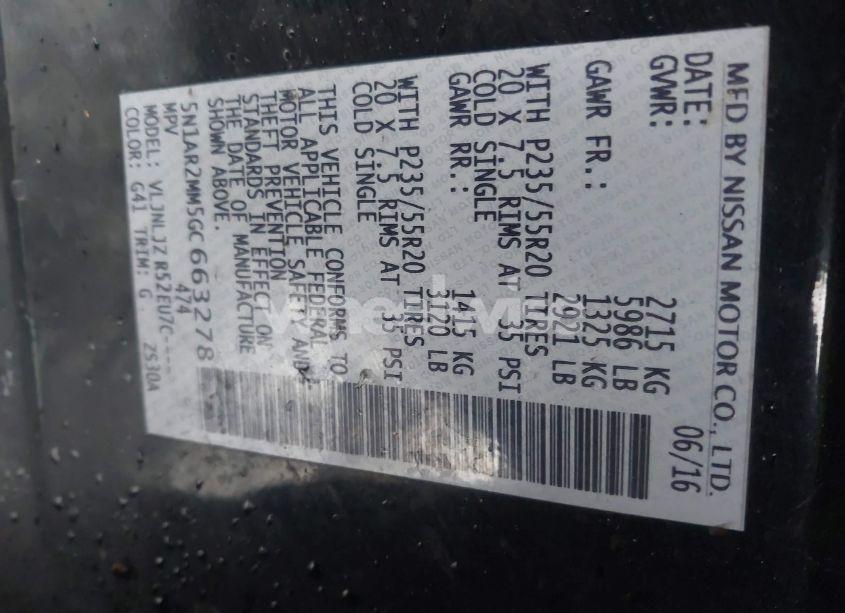 MFD BY NISSAN MOTOR CO., LTD.
DATE: 06/16
GVWR: 2715 KG
5986 LB
GAWR FR.: 1325 KG
2921 LB
WITH P235/55R20 TIRES
20 X 7.5 RIMS AT 35 PSI
COLD SINGLE
GAWR RR.: 1415 KG
3120 LB
WITH P235/55R20 TIRES
20 X 7.5 RIMS AT 35 PSI
COLD SINGLE
THIS VEHICLE CONFORMS TO
ALL APPLICABLE FEDERAL
MOTOR VEHICLE SAFETY AND
THEFT PREVENTION
STANDARDS IN EFFECT ON
THE DATE OF MANUFACTURE
SHOWN ABOVE.
5N1AR2MM5GC663278
MPV 474
MODEL: VLJNLJZ R52EU7C----
COLOR: G41 TRIM: G ZS30A